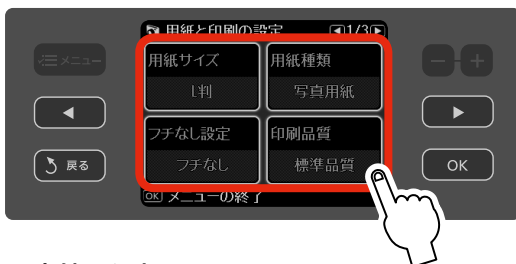 用紙と印刷の設定 1/3
メニュー
用紙サイズ 用紙種類
L判 写真用紙
フチなし設定 印刷品質
フチなし 標準品質
戻る OK
OK メニューの終了